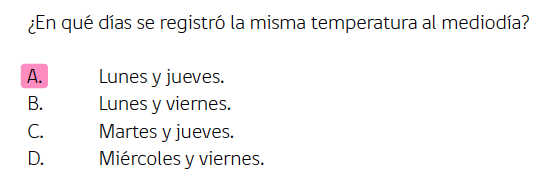 ¿En qué días se registró la misma temperatura al mediodía?
A. Lunes y jueves.
B. Lunes y viernes.
C. Martes y jueves.
D. Miércoles y viernes.